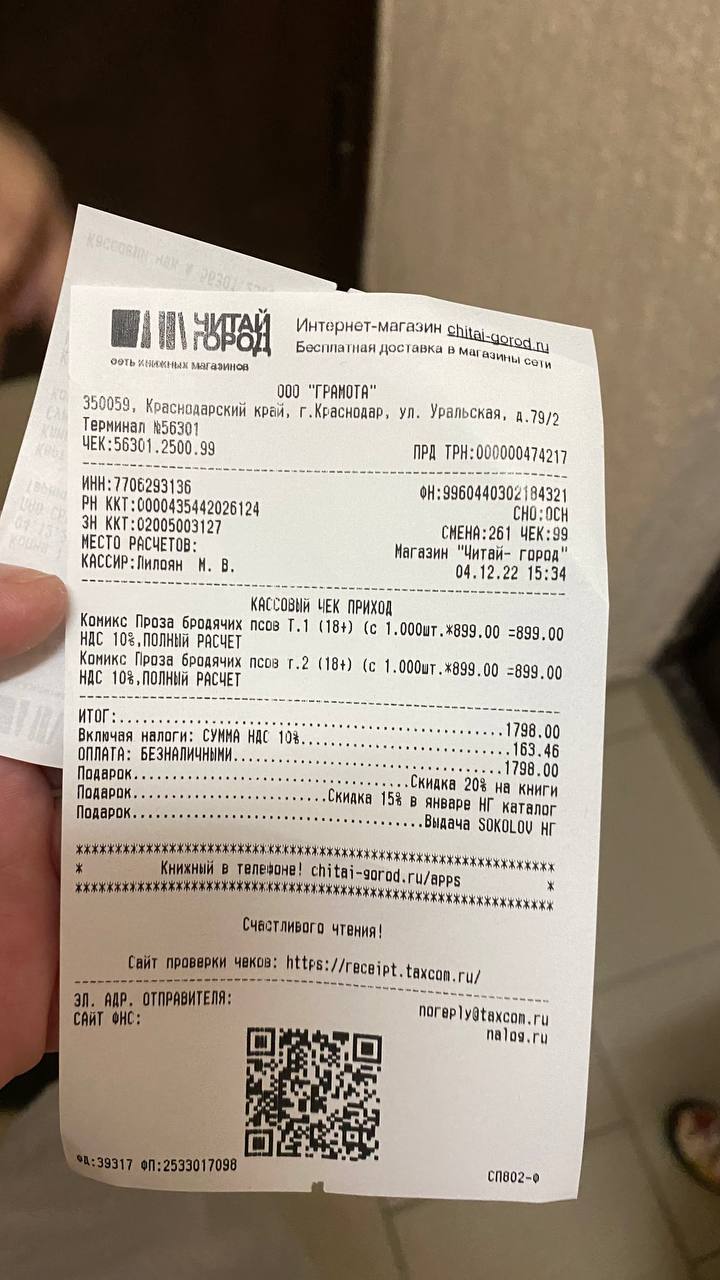 ЧИТАЙ
ГОРОД
сеть книжных магазинов
Интернет-магазин chitai-gorod.ru
Бесплатная доставка в магазины сети
ООО "ГРАМОТА"
350059, Краснодарский край, г.Краснодар, ул. Уральская, д.79/2
Терминал №56301
ЧЕК:56301.2500.99 ПРД ТРН:000000474217
ИНН:7706293136 ФН:9960440302184321
РН ККТ:0000435442026124 СНО:ОСН
ЗН ККТ:02005003127 СМЕНА:261 ЧЕК:99
МЕСТО РАСЧЕТОВ: Магазин "Читай- город"
КАССИР:Пилоян М. В. 04.12.22 15:34
КАССОВЫЙ ЧЕК ПРИХОД
Комикс Проза бродячих псов Т.1 (18+) (с 1.000шт.*899.00 =899.00
НДС 10%,ПОЛНЫЙ РАСЧЕТ
Комикс Проза бродячих псов т.2 (18+) (с 1.000шт.*899.00 =899.00
НДС 10%,ПОЛНЫЙ РАСЧЕТ
ИТОГ:..................................................1798.00
Включая налоги: СУММА НДС 10%...........................163.46
ОПЛАТА: БЕЗНАЛИЧНЫМИ...................................1798.00
Подарок....................................Скидка 20% на книги
Подарок.........................Скидка 15% в январе НГ каталог
Подарок......................................Выдача SOKOLOV НГ
**************************************************************
* Книжный в телефоне! chitai-gorod.ru/apps *
**************************************************************
Счастливого чтения!
Сайт проверки чеков: https://receipt.taxcom.ru/
ЭЛ. АДР. ОТПРАВИТЕЛЯ: noreply@taxcom.ru
САЙТ ФНС: nalog.ru
ФД:39317 ФП:2533017098 СП802-Ф